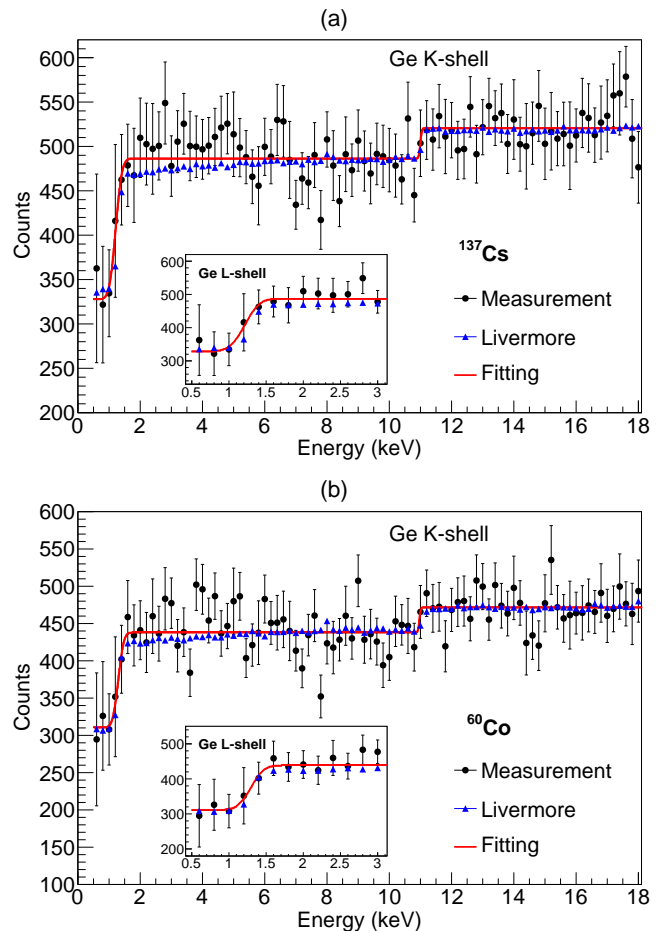 (a)
600
550
500
450
400
350
300
250
200
Counts
Ge K-shell
137Cs
Measurement
Livermore
Fitting
Ge L-shell
600
500
400
300
0.5 1 1.5 2 2.5 3
0 2 4 6 8 10 12 14 16 18
Energy (keV)
(b)
600
550
500
450
400
350
300
250
200
150
100
Counts
Ge K-shell
60Co
Measurement
Livermore
Fitting
Ge L-shell
500
400
300
200
0.5 1 1.5 2 2.5 3
0 2 4 6 8 10 12 14 16 18
Energy (keV)